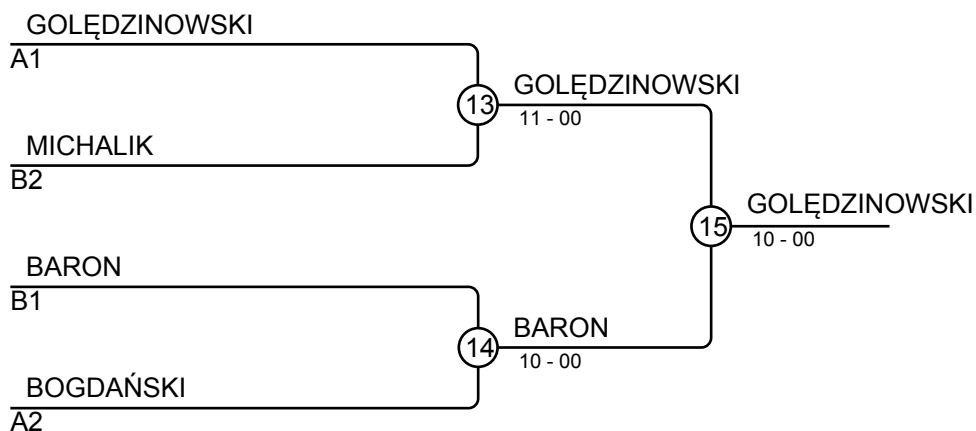 GOLĘDZINOWSKI
A1
13
GOLĘDZINOWSKI
11 - 00
MICHALIK
B2
15
GOLĘDZINOWSKI
10 - 00
BARON
B1
14
BARON
10 - 00
BOGDAŃSKI
A2